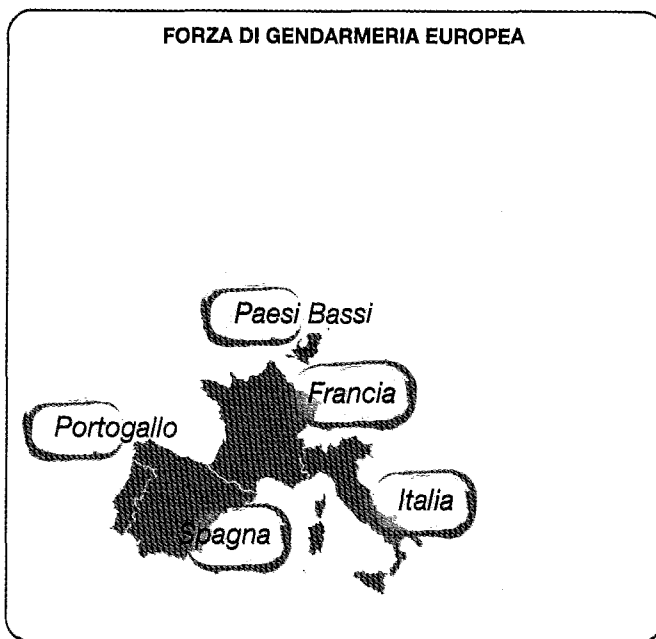 FORZA DI GENDARMERIA EUROPEA
Paesi Bassi
Francia
Portogallo
Italia
Spagna